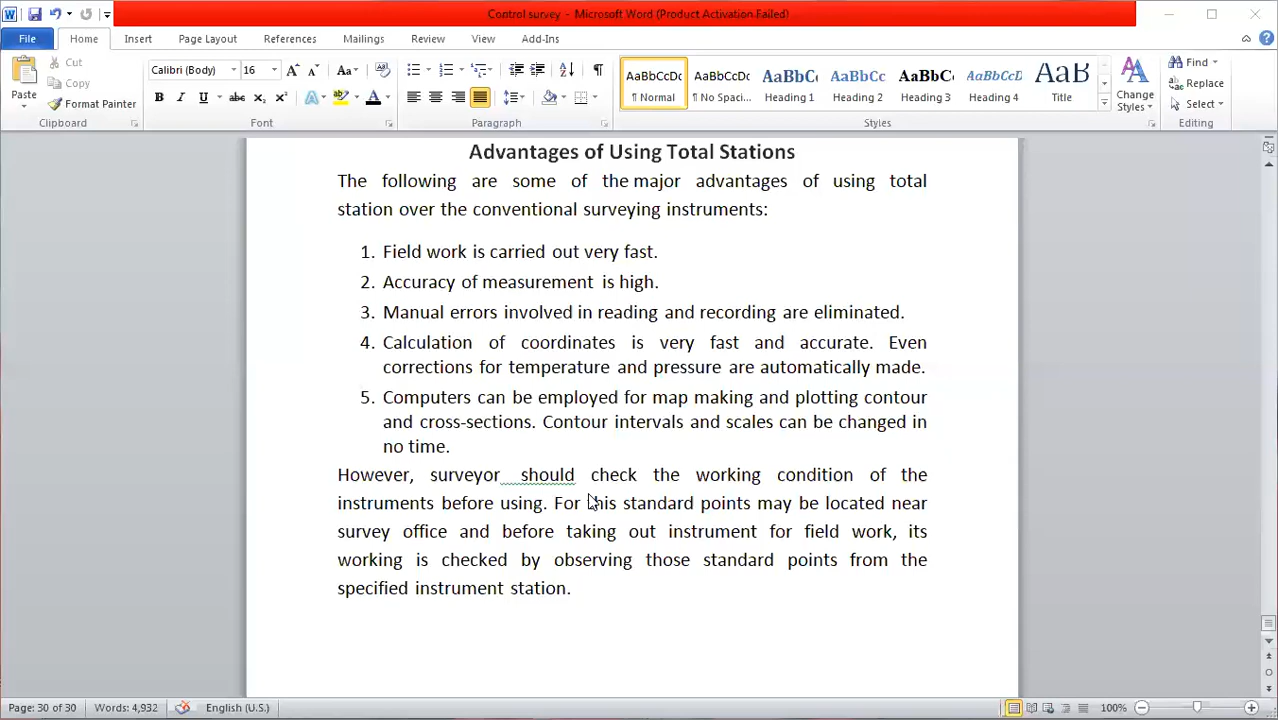 Control survey – Microsoft Word (Product Activation Failed)
File Home Insert Page Layout References Mailings Review View Add-Ins
Cut
Copy
Format Painter
Paste
Clipboard
Calibri (Body) 16
Font
Paragraph
AaBbCcDc AaBbCcDc AaBbC AaBbCc AaBbCc AaBbCcD AaB
¶ Normal ¶ No Spaci... Heading 1 Heading 2 Heading 3 Heading 4 Title
Change
Styles
Styles
Find
Replace
Select
Editing
Advantages of Using Total Stations
The following are some of the major advantages of using total
station over the conventional surveying instruments:
1. Field work is carried out very fast.
2. Accuracy of measurement is high.
3. Manual errors involved in reading and recording are eliminated.
4. Calculation of coordinates is very fast and accurate. Even
corrections for temperature and pressure are automatically made.
5. Computers can be employed for map making and plotting contour
and cross-sections. Contour intervals and scales can be changed in
no time.
However, surveyor should check the working condition of the
instruments before using. For this standard points may be located near
survey office and before taking out instrument for field work, its
working is checked by observing those standard points from the
specified instrument station.
Page: 30 of 30 Words: 4,932 English (U.S.) 100%